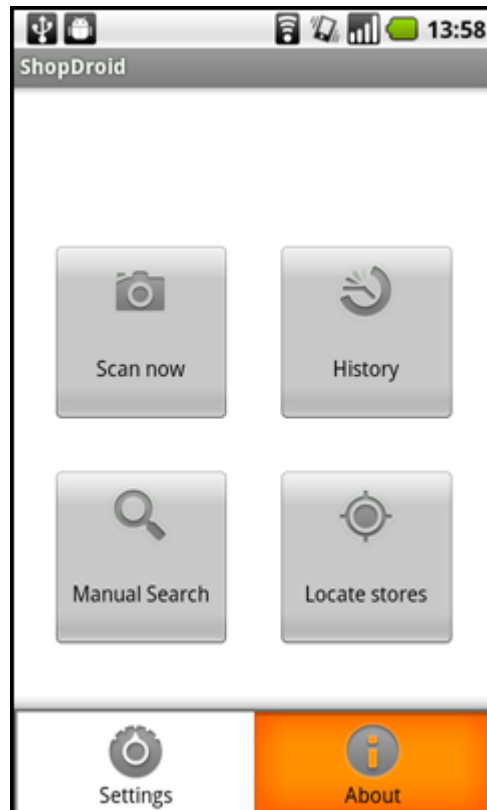 13:58
ShopDroid
Scan now
History
Manual Search
Locate stores
Settings
About